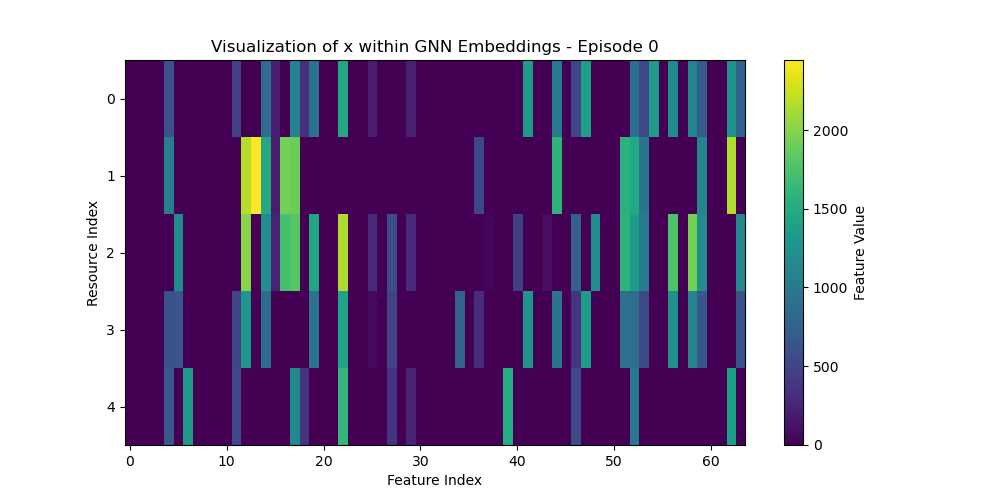 Visualization of x within GNN Embeddings - Episode 0
Resource Index
0
1
2
3
4
0 10 20 30 40 50 60
Feature Index
2000
1500
1000
500
0
Feature Value